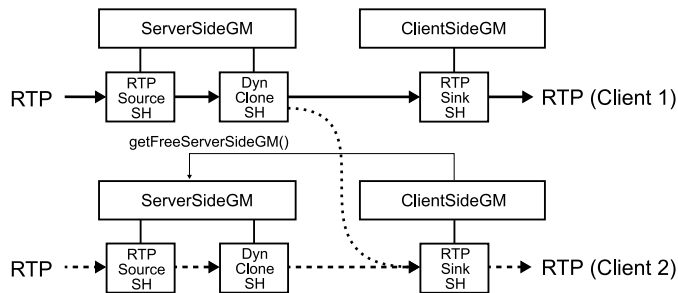 ServerSideGM
ClientSideGM
RTP
RTP
Source
SH
Dyn
Clone
SH
RTP
Sink
SH
RTP (Client 1)
getFreeServerSideGM()
ServerSideGM
ClientSideGM
RTP
RTP
Source
SH
Dyn
Clone
SH
RTP
Sink
SH
RTP (Client 2)